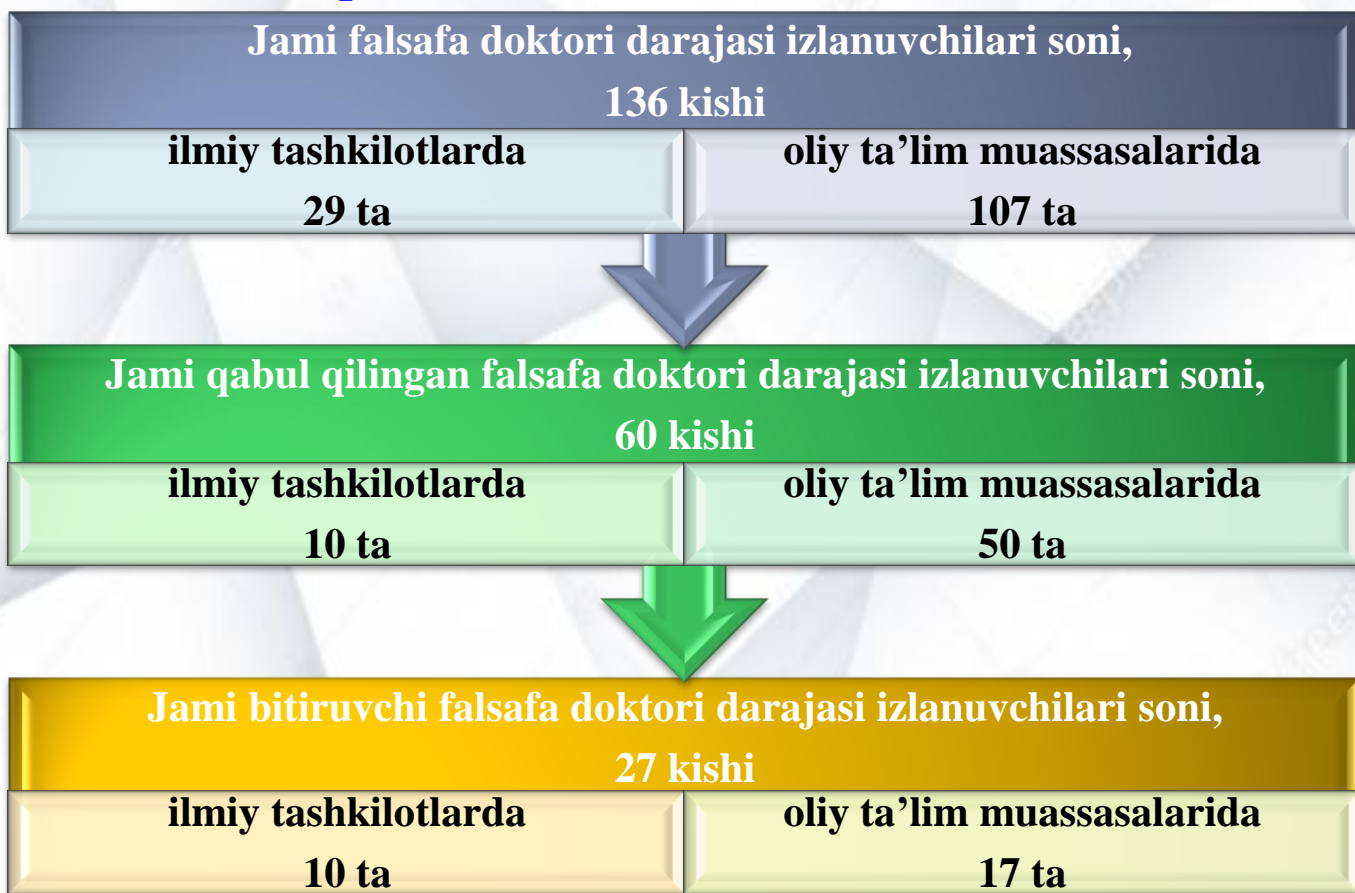 Jami falsafa doktori darajasi izlanuvchilari soni,
136 kishi
ilmiy tashkilotlarda
29 ta
oliy ta’lim muassasalarida
107 ta
Jami qabul qilingan falsafa doktori darajasi izlanuvchilari soni,
60 kishi
ilmiy tashkilotlarda
10 ta
oliy ta’lim muassasalarida
50 ta
Jami bitiruvchi falsafa doktori darajasi izlanuvchilari soni,
27 kishi
ilmiy tashkilotlarda
10 ta
oliy ta’lim muassasalarida
17 ta